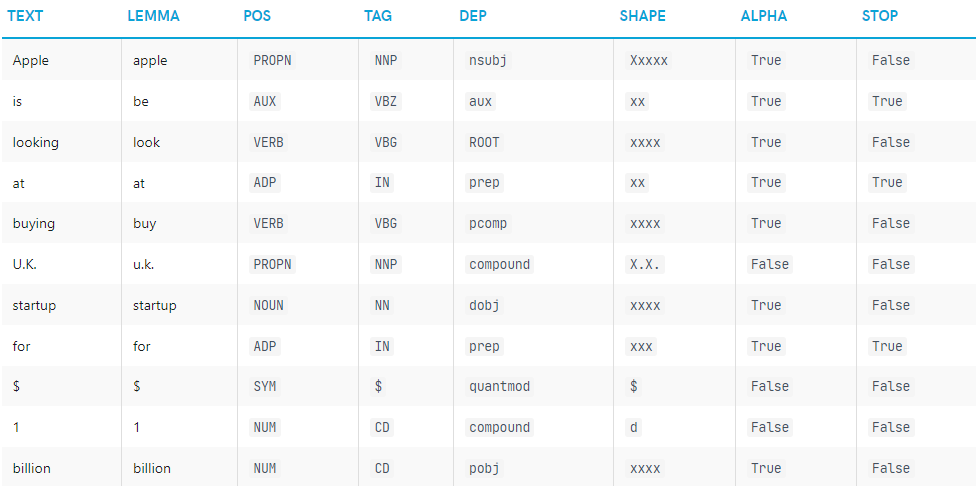 TEXT LEMMA POS TAG DEP SHAPE ALPHA STOP
Apple apple PROPN NNP nsubj Xxxxx True False
is be AUX VBZ aux xx True True
looking look VERB VBG ROOT xxxx True False
at at ADP IN prep xx True True
buying buy VERB VBG pcomp xxxx True False
U.K. u.k. PROPN NNP compound X.X. False False
startup startup NOUN NN dobj xxxx True False
for for ADP IN prep xxx True True
$ $ SYM $ quantmod $ False False
1 1 NUM CD compound d False False
billion billion NUM CD pobj xxxx True False